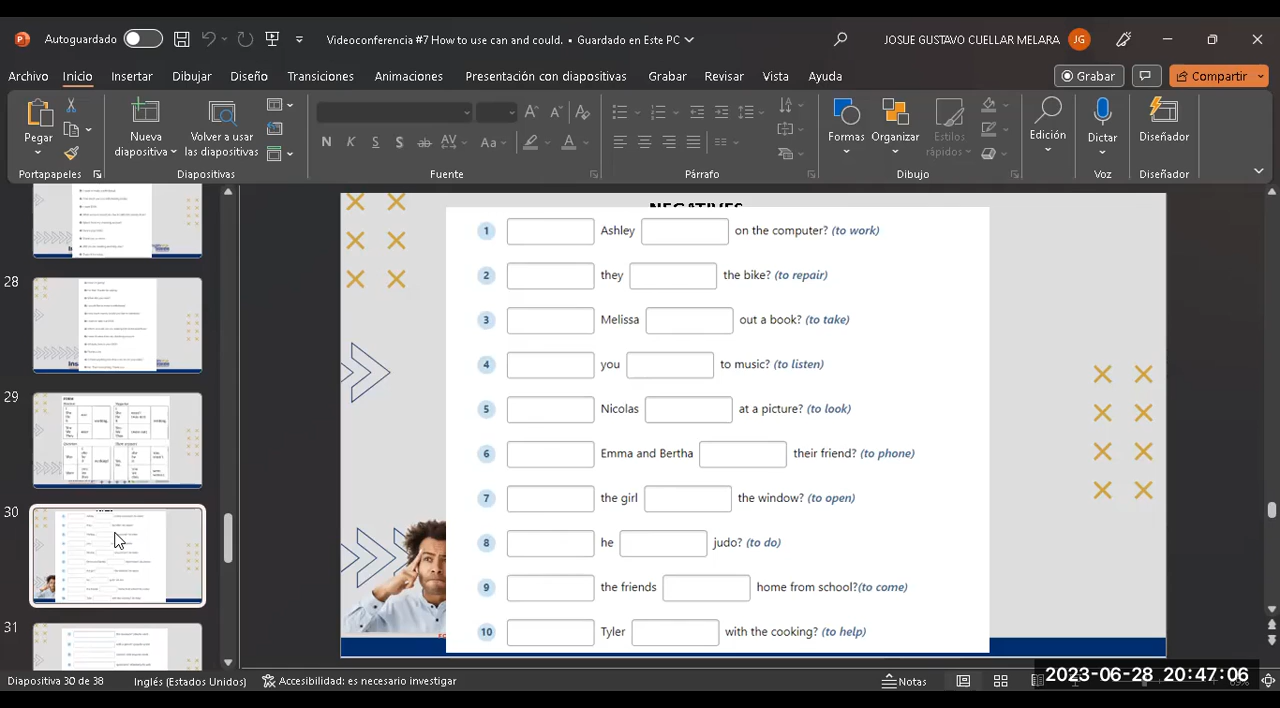 Autoguardado
Videoconferencia #7 How to use can and could. • Guardado en Este PC
JOSUE GUSTAVO CUELLAR MELARA
JG
Archivo Inicio Insertar Dibujar Diseño Transiciones Animaciones Presentación con diapositivas Grabar Revisar Vista Ayuda
Grabar
Compartir
Pegar
Nueva diapositiva
Volver a usar las diapositivas
Formas
Organizar
Estilos rápidos
Edición
Dictar
Diseñador
Portapapeles
Diapositivas
Fuente
Párrafo
Dibujo
Voz
Diseñador
28
29
30
31
NEGATIVES
1 Ashley on the computer? (to work)
2 they the bike? (to repair)
3 Melissa out a book? (to take)
4 you to music? (to listen)
5 Nicolas at a picture? (to look)
6 Emma and Bertha their friend? (to phone)
7 the girl the window? (to open)
8 he judo? (to do)
9 the friends home from school?(to come)
10 Tyler with the cooking? (to help)
Diapositiva 30 de 38
Inglés (Estados Unidos)
Accesibilidad: es necesario investigar
Notas
2023-06-28 20:47:06